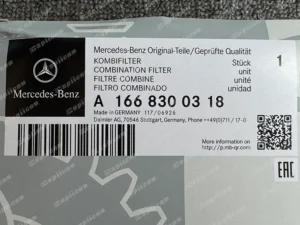 Mercedes-Benz Original-Teile/Geprüfte Qualität
KOMBIFILTER Stück 1
COMBINATION FILTER unit
FILTRE COMBINE unité
FILTRO COMBINADO unidad
Mercedes-Benz
A 166 830 03 18
Made in GERMANY 117/06926
Daimler AG, 70546 Stuttgart, Germany Phone ++49(0)711/17-0
More information on
http://p.mb-qr.com
EAC